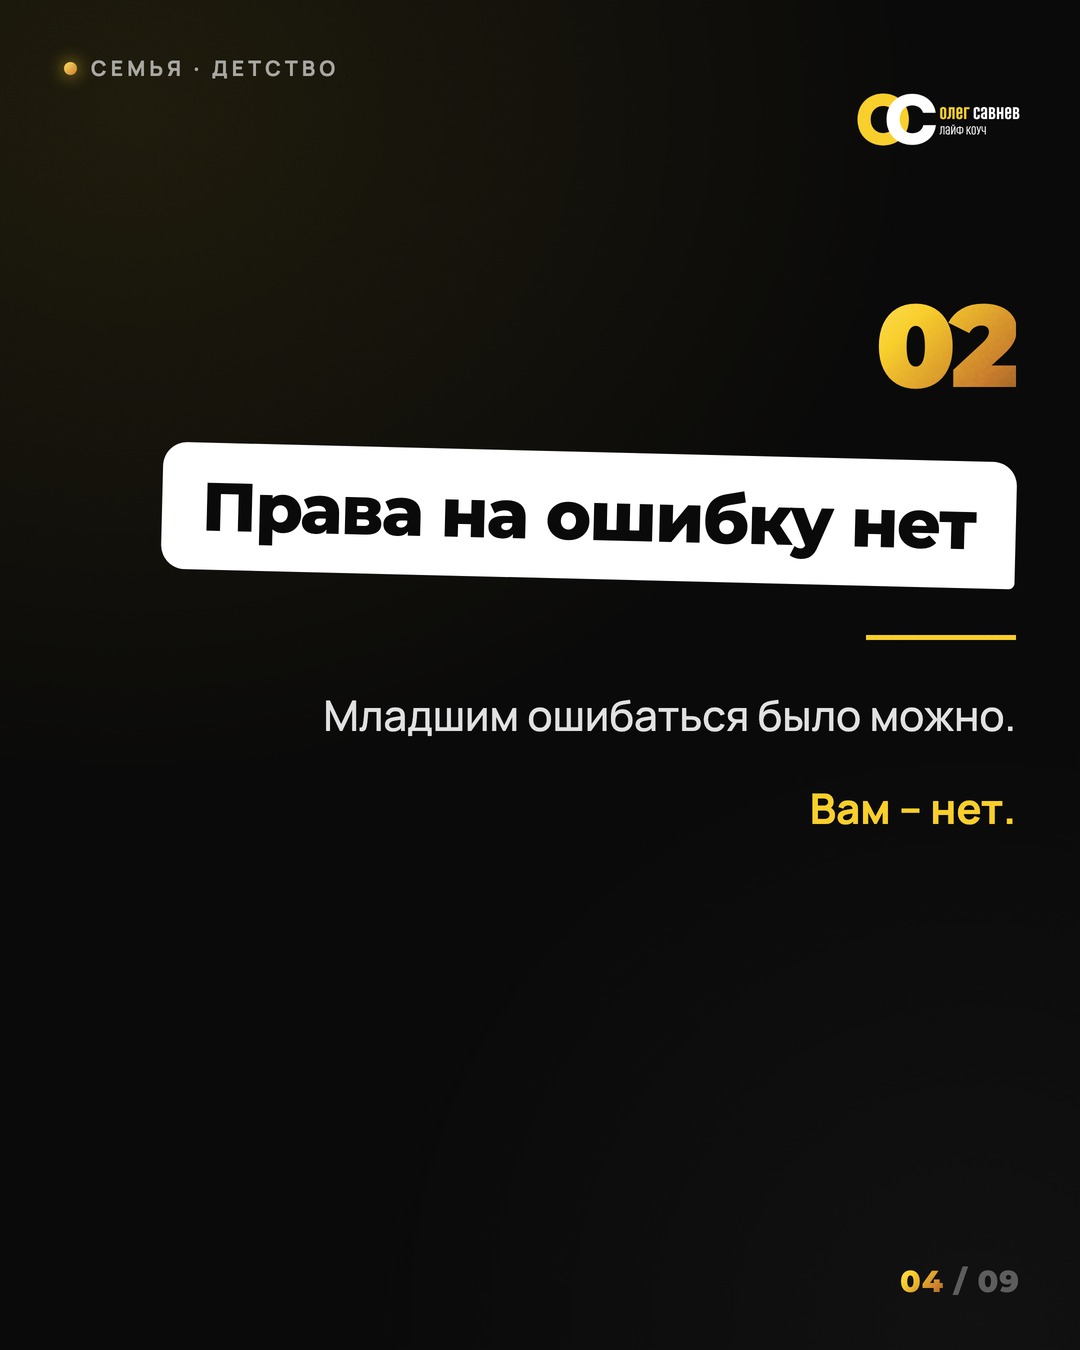 СЕМЬЯ · ДЕТСТВО
олег савнев
ЛАЙФ КОУЧ
02
Права на ошибку нет
Младшим ошибаться было можно.
Вам – нет.
04 / 09